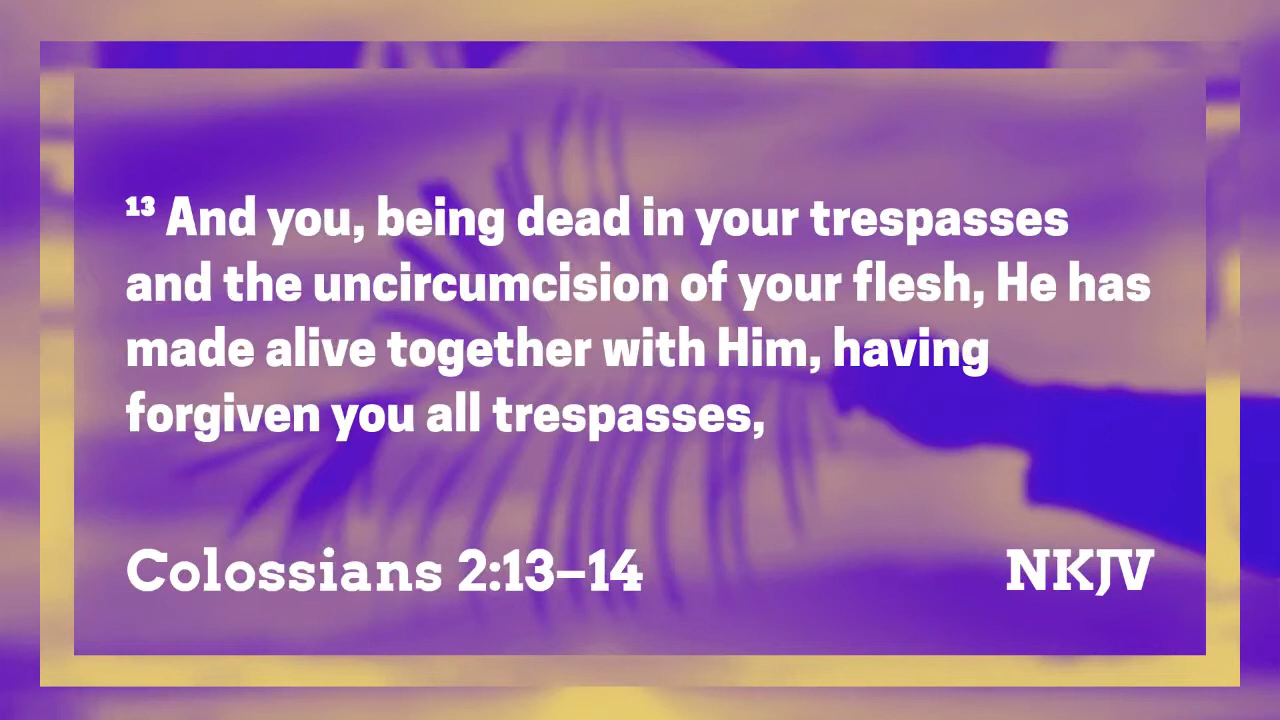 ¹³ And you, being dead in your trespasses
and the uncircumcision of your flesh, He has
made alive together with Him, having
forgiven you all trespasses,
Colossians 2:13–14 NKJV